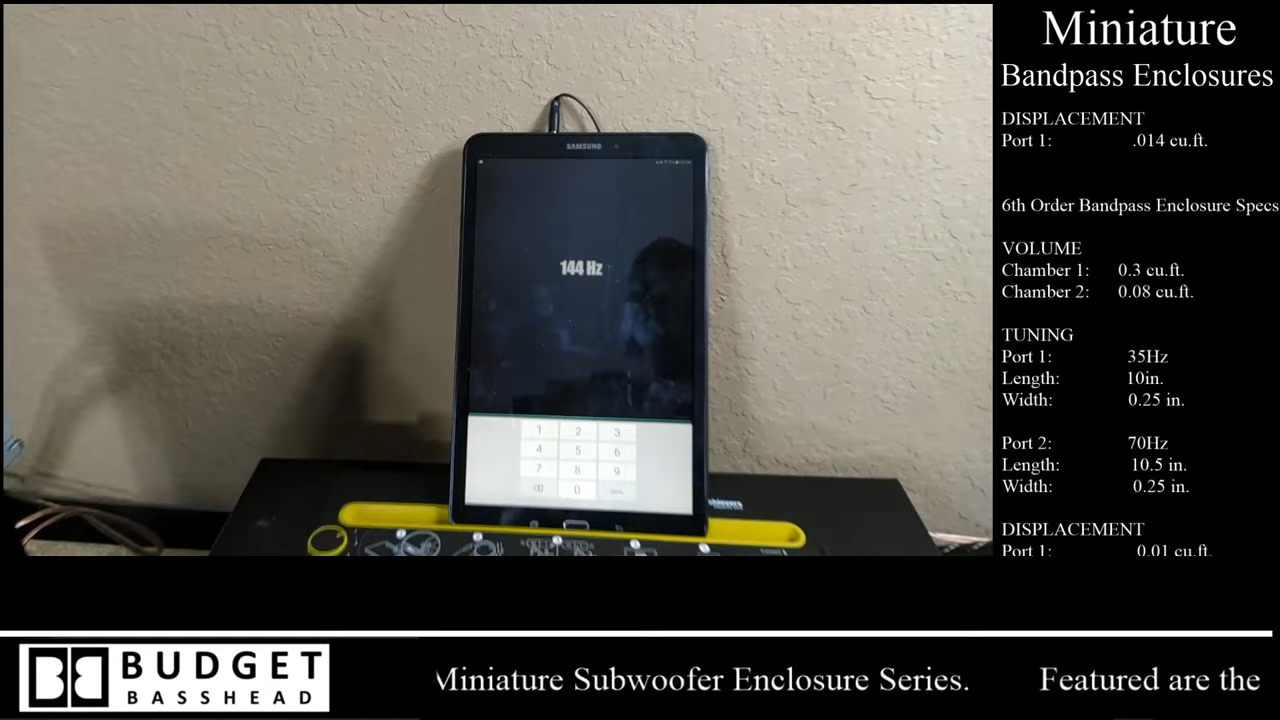 Miniature
Bandpass Enclosures
DISPLACEMENT
Port 1: .014 cu.ft.
6th Order Bandpass Enclosure Specs
VOLUME
Chamber 1: 0.3 cu.ft.
Chamber 2: 0.08 cu.ft.
TUNING
Port 1: 35Hz
Length: 10in.
Width: 0.25 in.
Port 2: 70Hz
Length: 10.5 in.
Width: 0.25 in.
DISPLACEMENT
Port 1: 0.01 cu.ft.
SAMSUNG
144 Hz
1 2 3
4 5 6
7 8 9
0
BUDGET
BASSHEAD
Miniature Subwoofer Enclosure Series. Featured are the